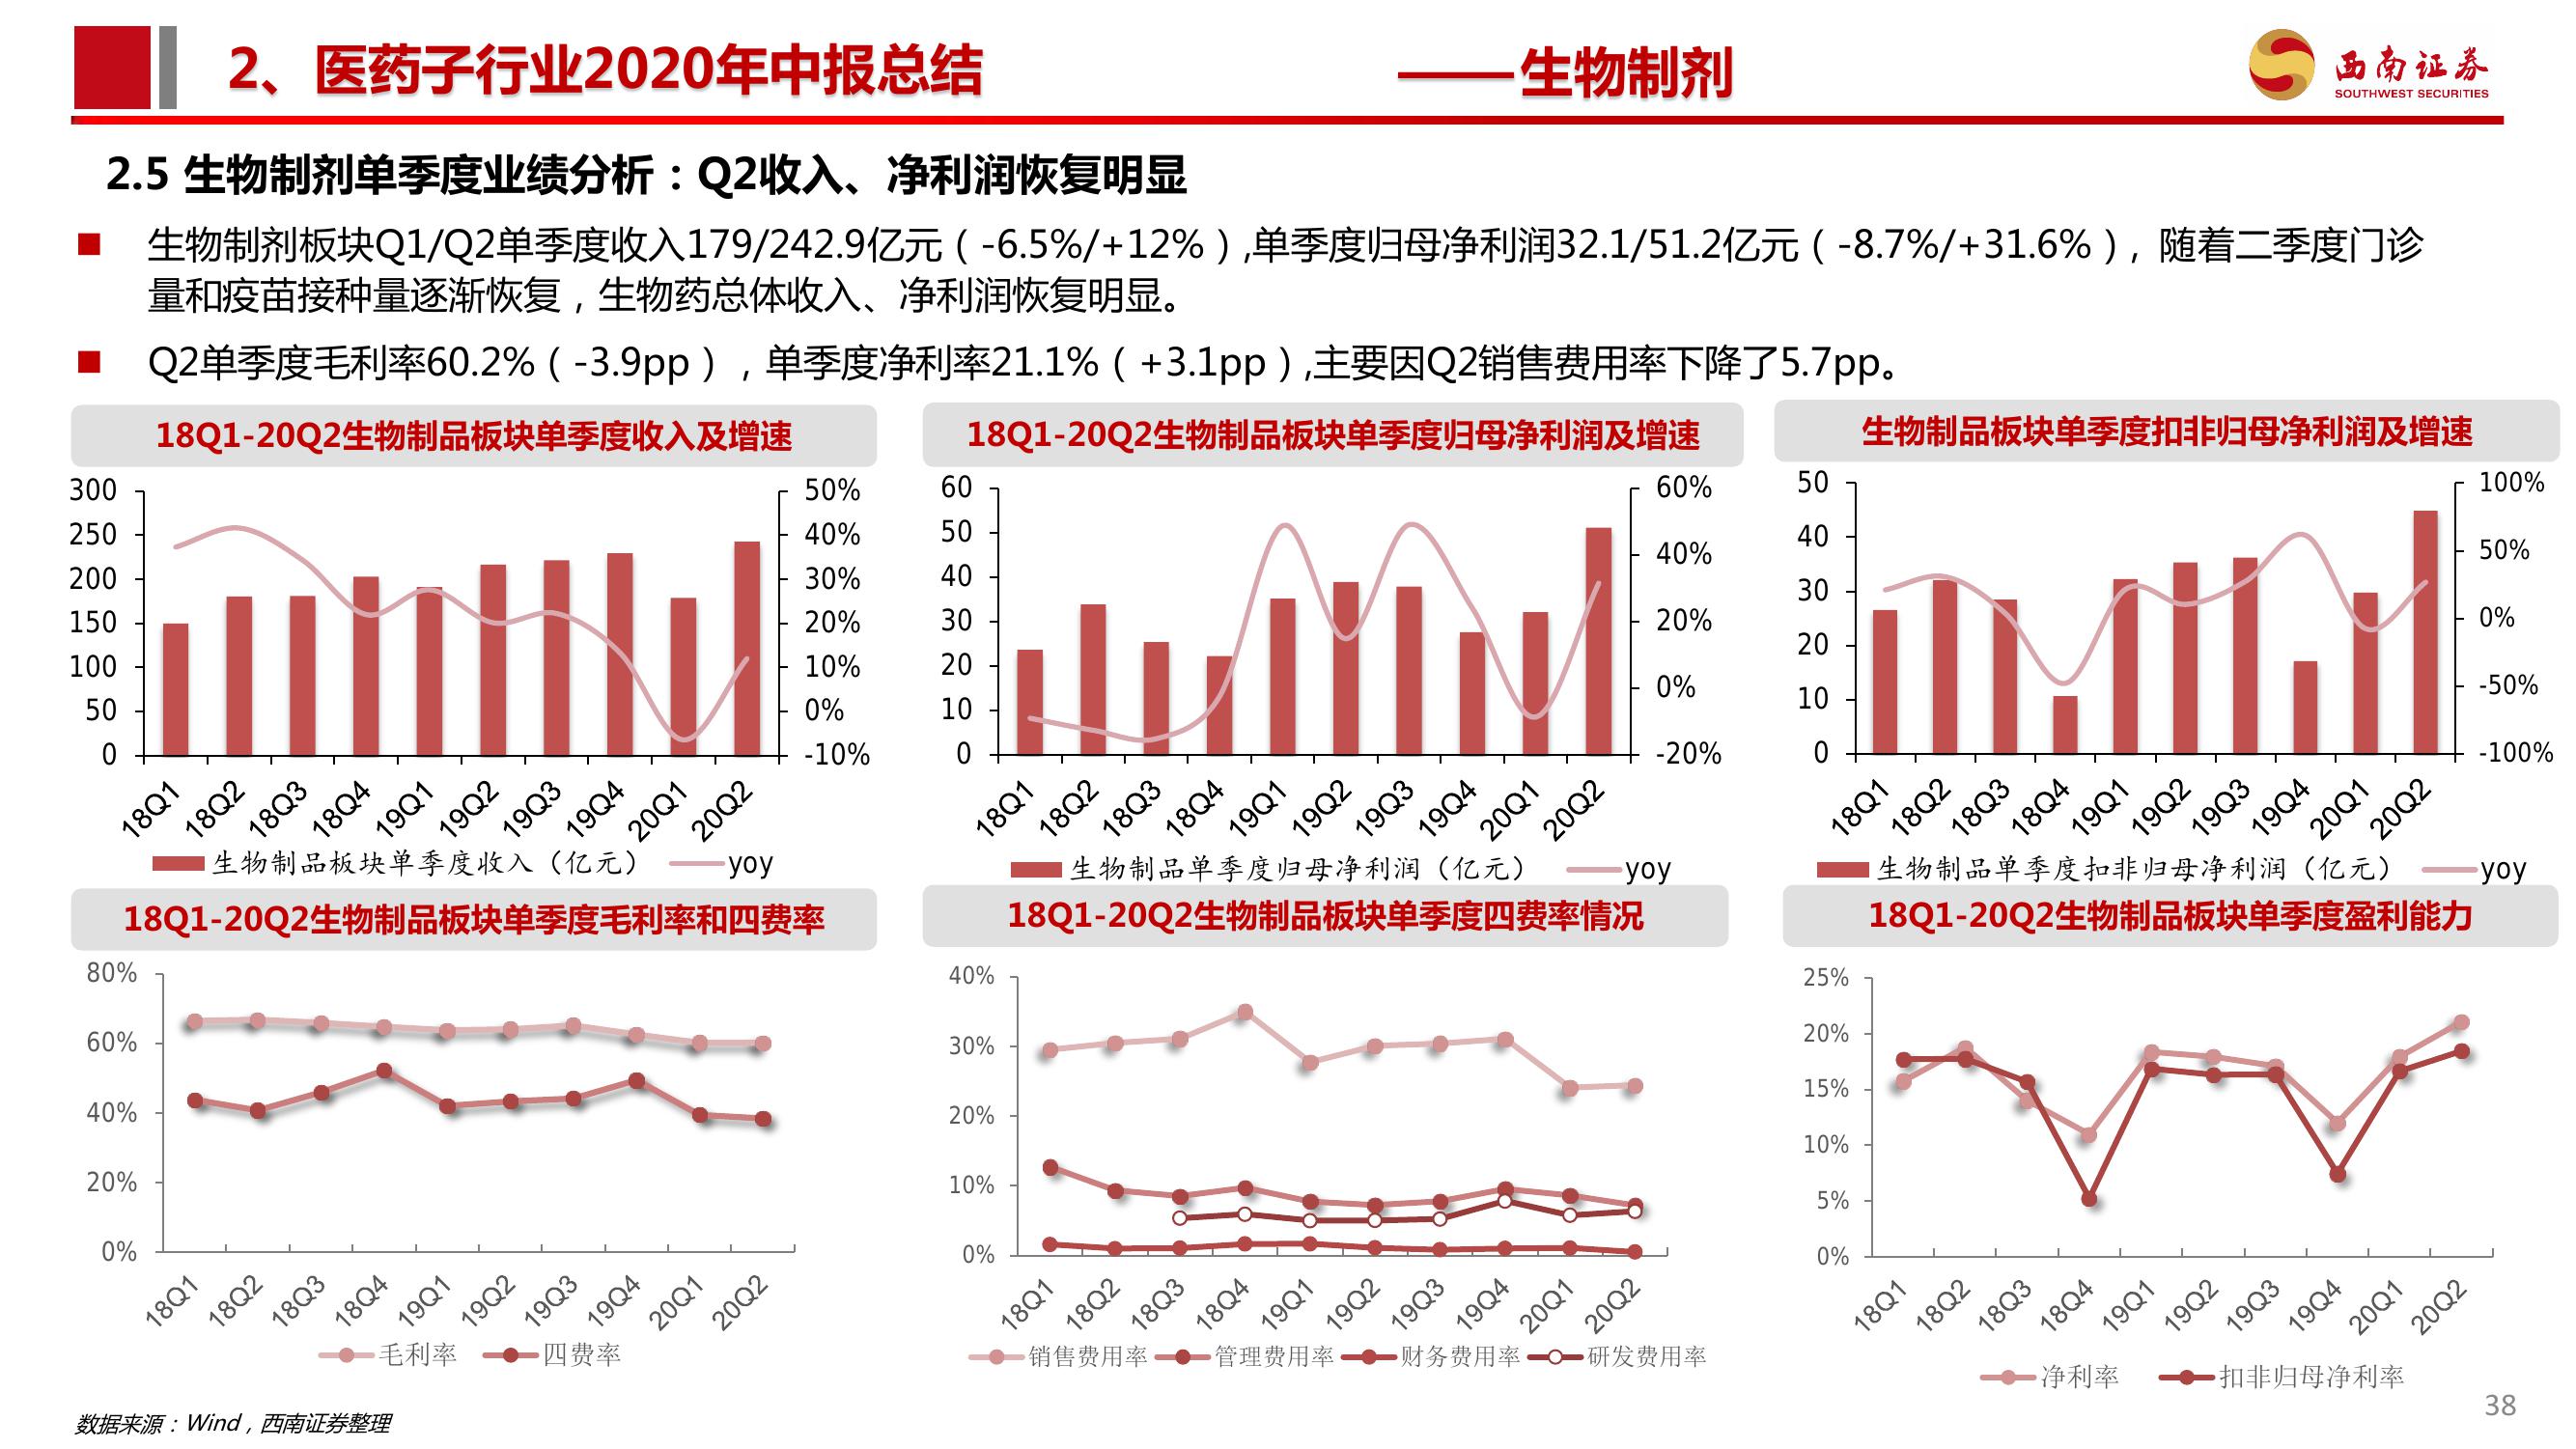 2、医药子行业2020年中报总结
——生物制剂
西南证券
SOUTHWEST SECURITIES
2.5 生物制剂单季度业绩分析：Q2收入、净利润恢复明显
生物制剂板块Q1/Q2单季度收入179/242.9亿元（-6.5%/+12%）,单季度归母净利润32.1/51.2亿元（-8.7%/+31.6%）, 随着二季度门诊
量和疫苗接种量逐渐恢复，生物药总体收入、净利润恢复明显。
Q2单季度毛利率60.2%（-3.9pp），单季度净利率21.1%（+3.1pp）,主要因Q2销售费用率下降了5.7pp。
18Q1-20Q2生物制品板块单季度收入及增速
300
250
200
150
100
50
0
50%
40%
30%
20%
10%
0%
-10%
18Q1 18Q2 18Q3 18Q4 19Q1 19Q2 19Q3 19Q4 20Q1 20Q2
生物制品板块单季度收入（亿元） yoy
18Q1-20Q2生物制品板块单季度归母净利润及增速
60
50
40
30
20
10
0
60%
40%
20%
0%
-20%
18Q1 18Q2 18Q3 18Q4 19Q1 19Q2 19Q3 19Q4 20Q1 20Q2
生物制品单季度归母净利润（亿元） yoy
生物制品板块单季度扣非归母净利润及增速
50
40
30
20
10
0
100%
50%
0%
-50%
-100%
18Q1 18Q2 18Q3 18Q4 19Q1 19Q2 19Q3 19Q4 20Q1 20Q2
生物制品单季度扣非归母净利润（亿元） yoy
18Q1-20Q2生物制品板块单季度毛利率和四费率
80%
60%
40%
20%
0%
18Q1 18Q2 18Q3 18Q4 19Q1 19Q2 19Q3 19Q4 20Q1 20Q2
毛利率 四费率
18Q1-20Q2生物制品板块单季度四费率情况
40%
30%
20%
10%
0%
18Q1 18Q2 18Q3 18Q4 19Q1 19Q2 19Q3 19Q4 20Q1 20Q2
销售费用率 管理费用率 财务费用率 研发费用率
18Q1-20Q2生物制品板块单季度盈利能力
25%
20%
15%
10%
5%
0%
18Q1 18Q2 18Q3 18Q4 19Q1 19Q2 19Q3 19Q4 20Q1 20Q2
净利率 扣非归母净利率
数据来源：Wind，西南证券整理
38